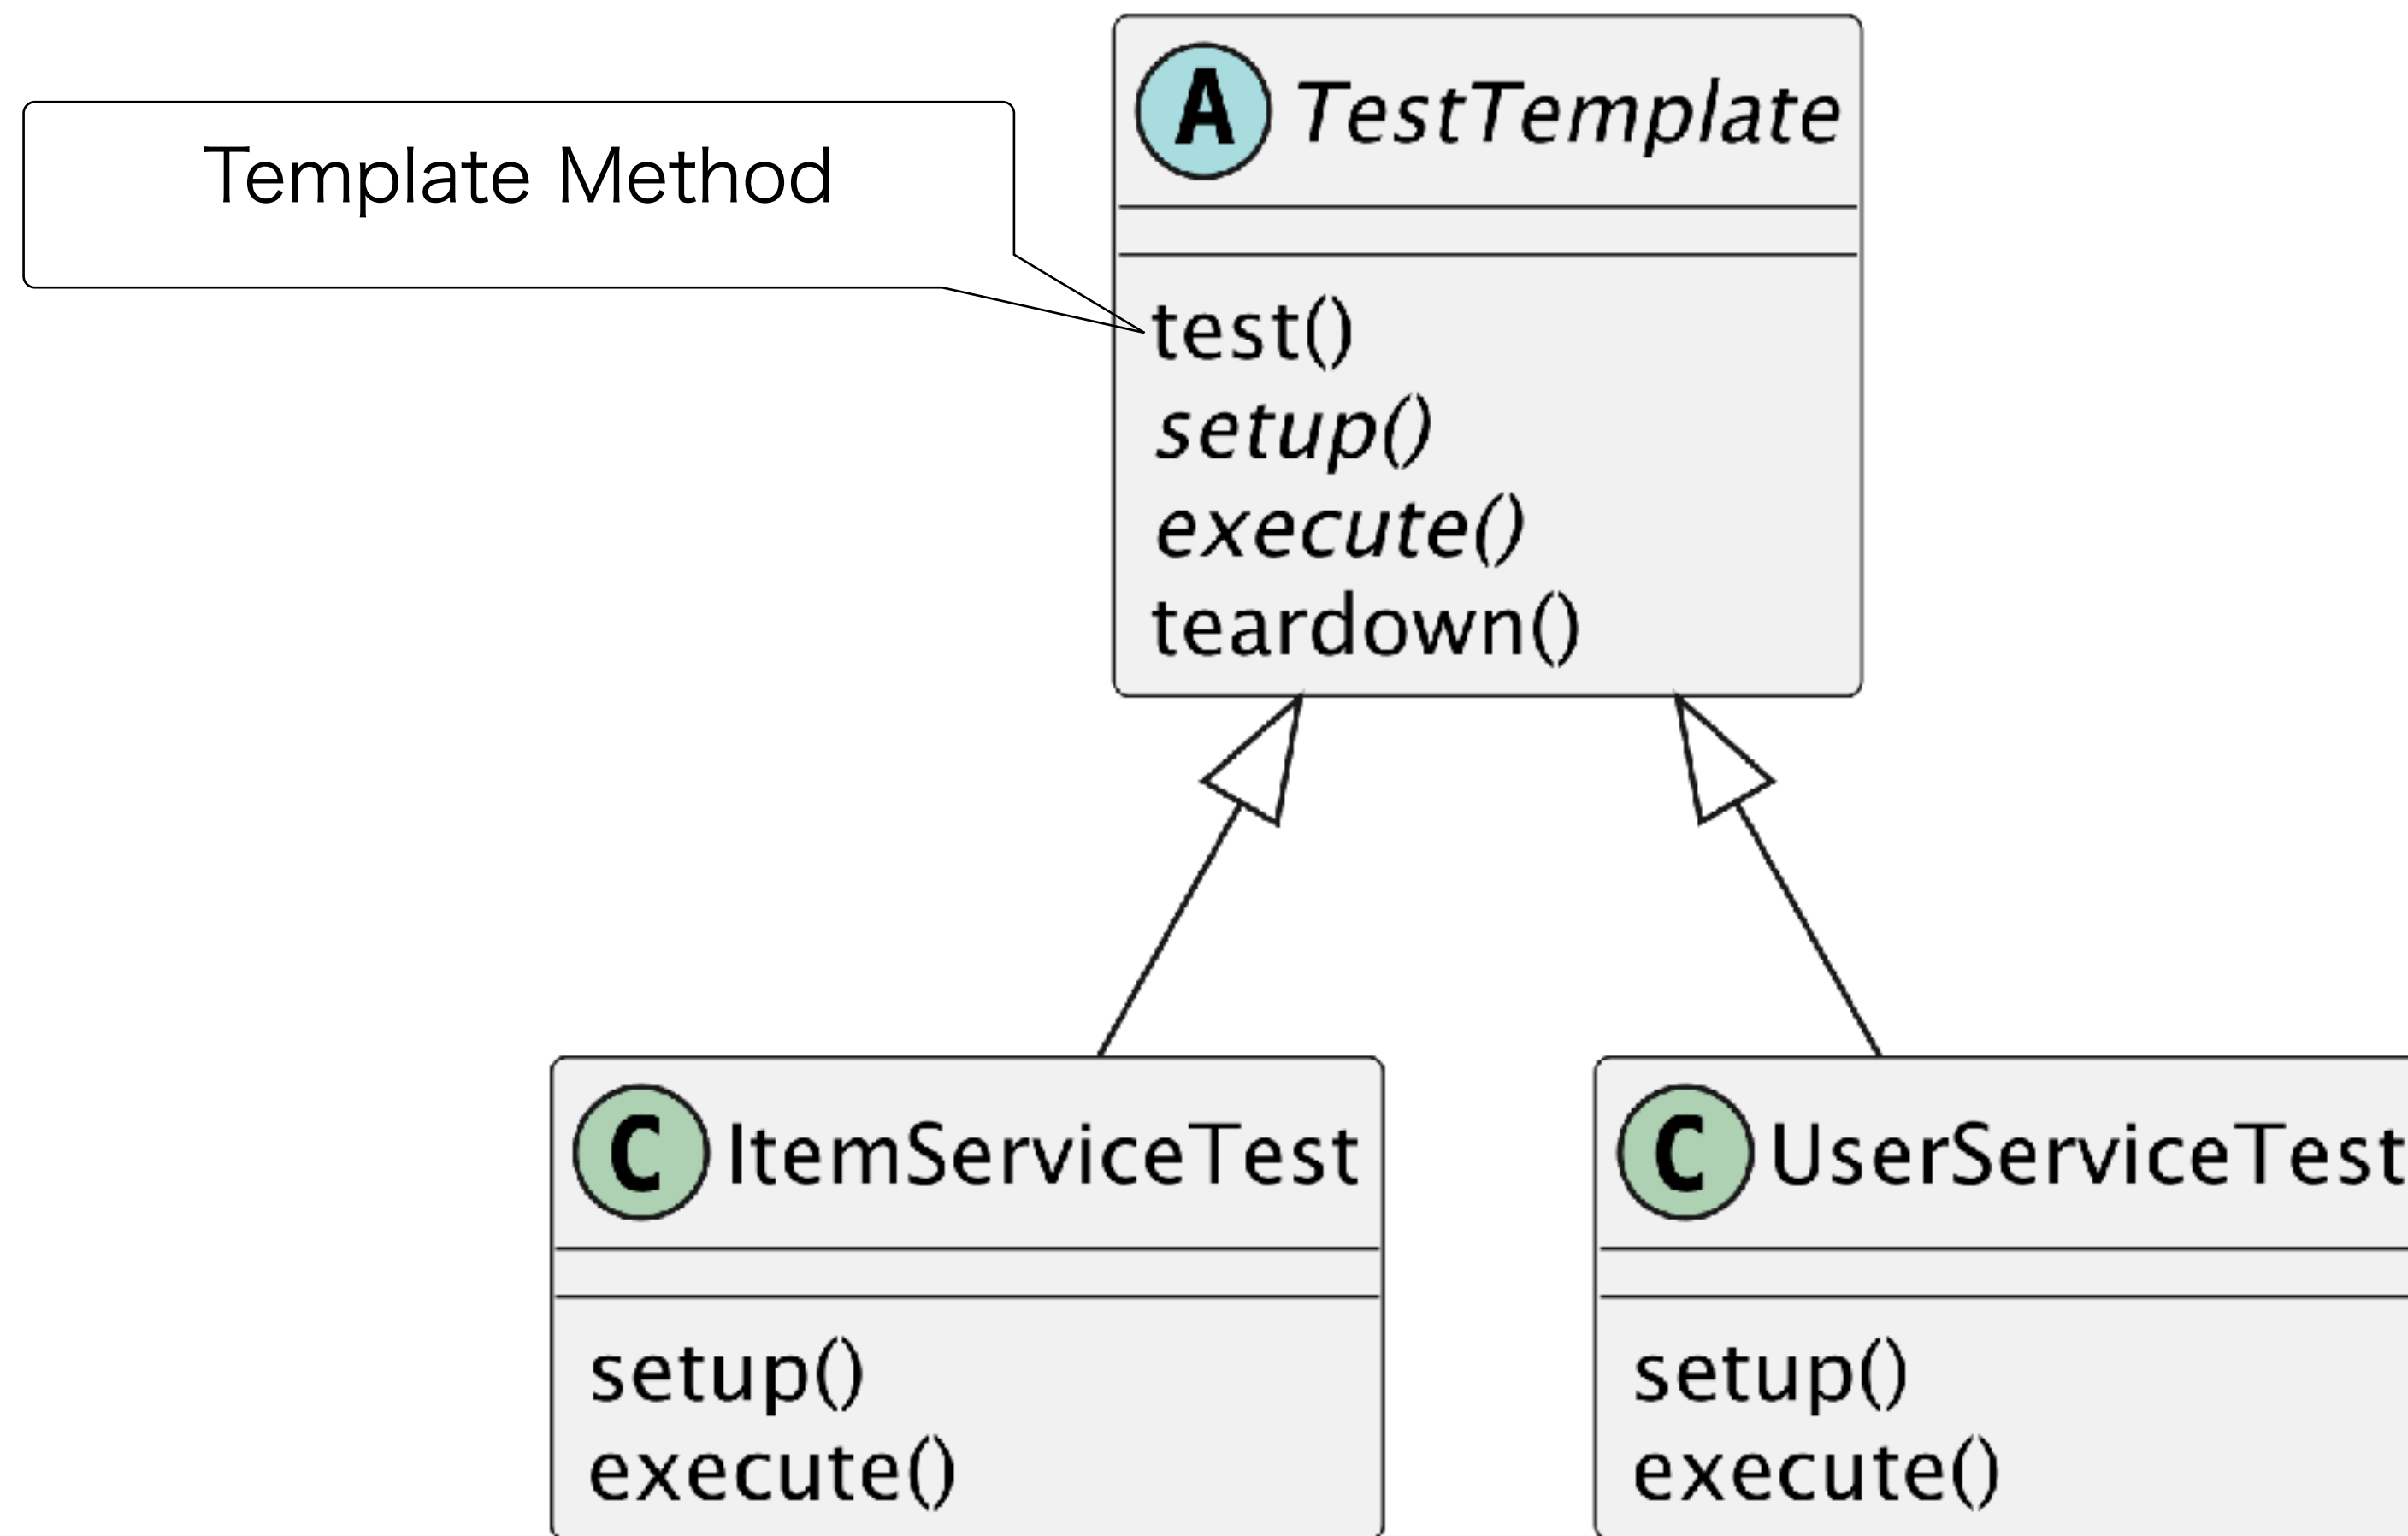 Template Method
A TestTemplate
test()
setup()
execute()
teardown()
C ItemServiceTest
setup()
execute()
C UserServiceTest
setup()
execute()